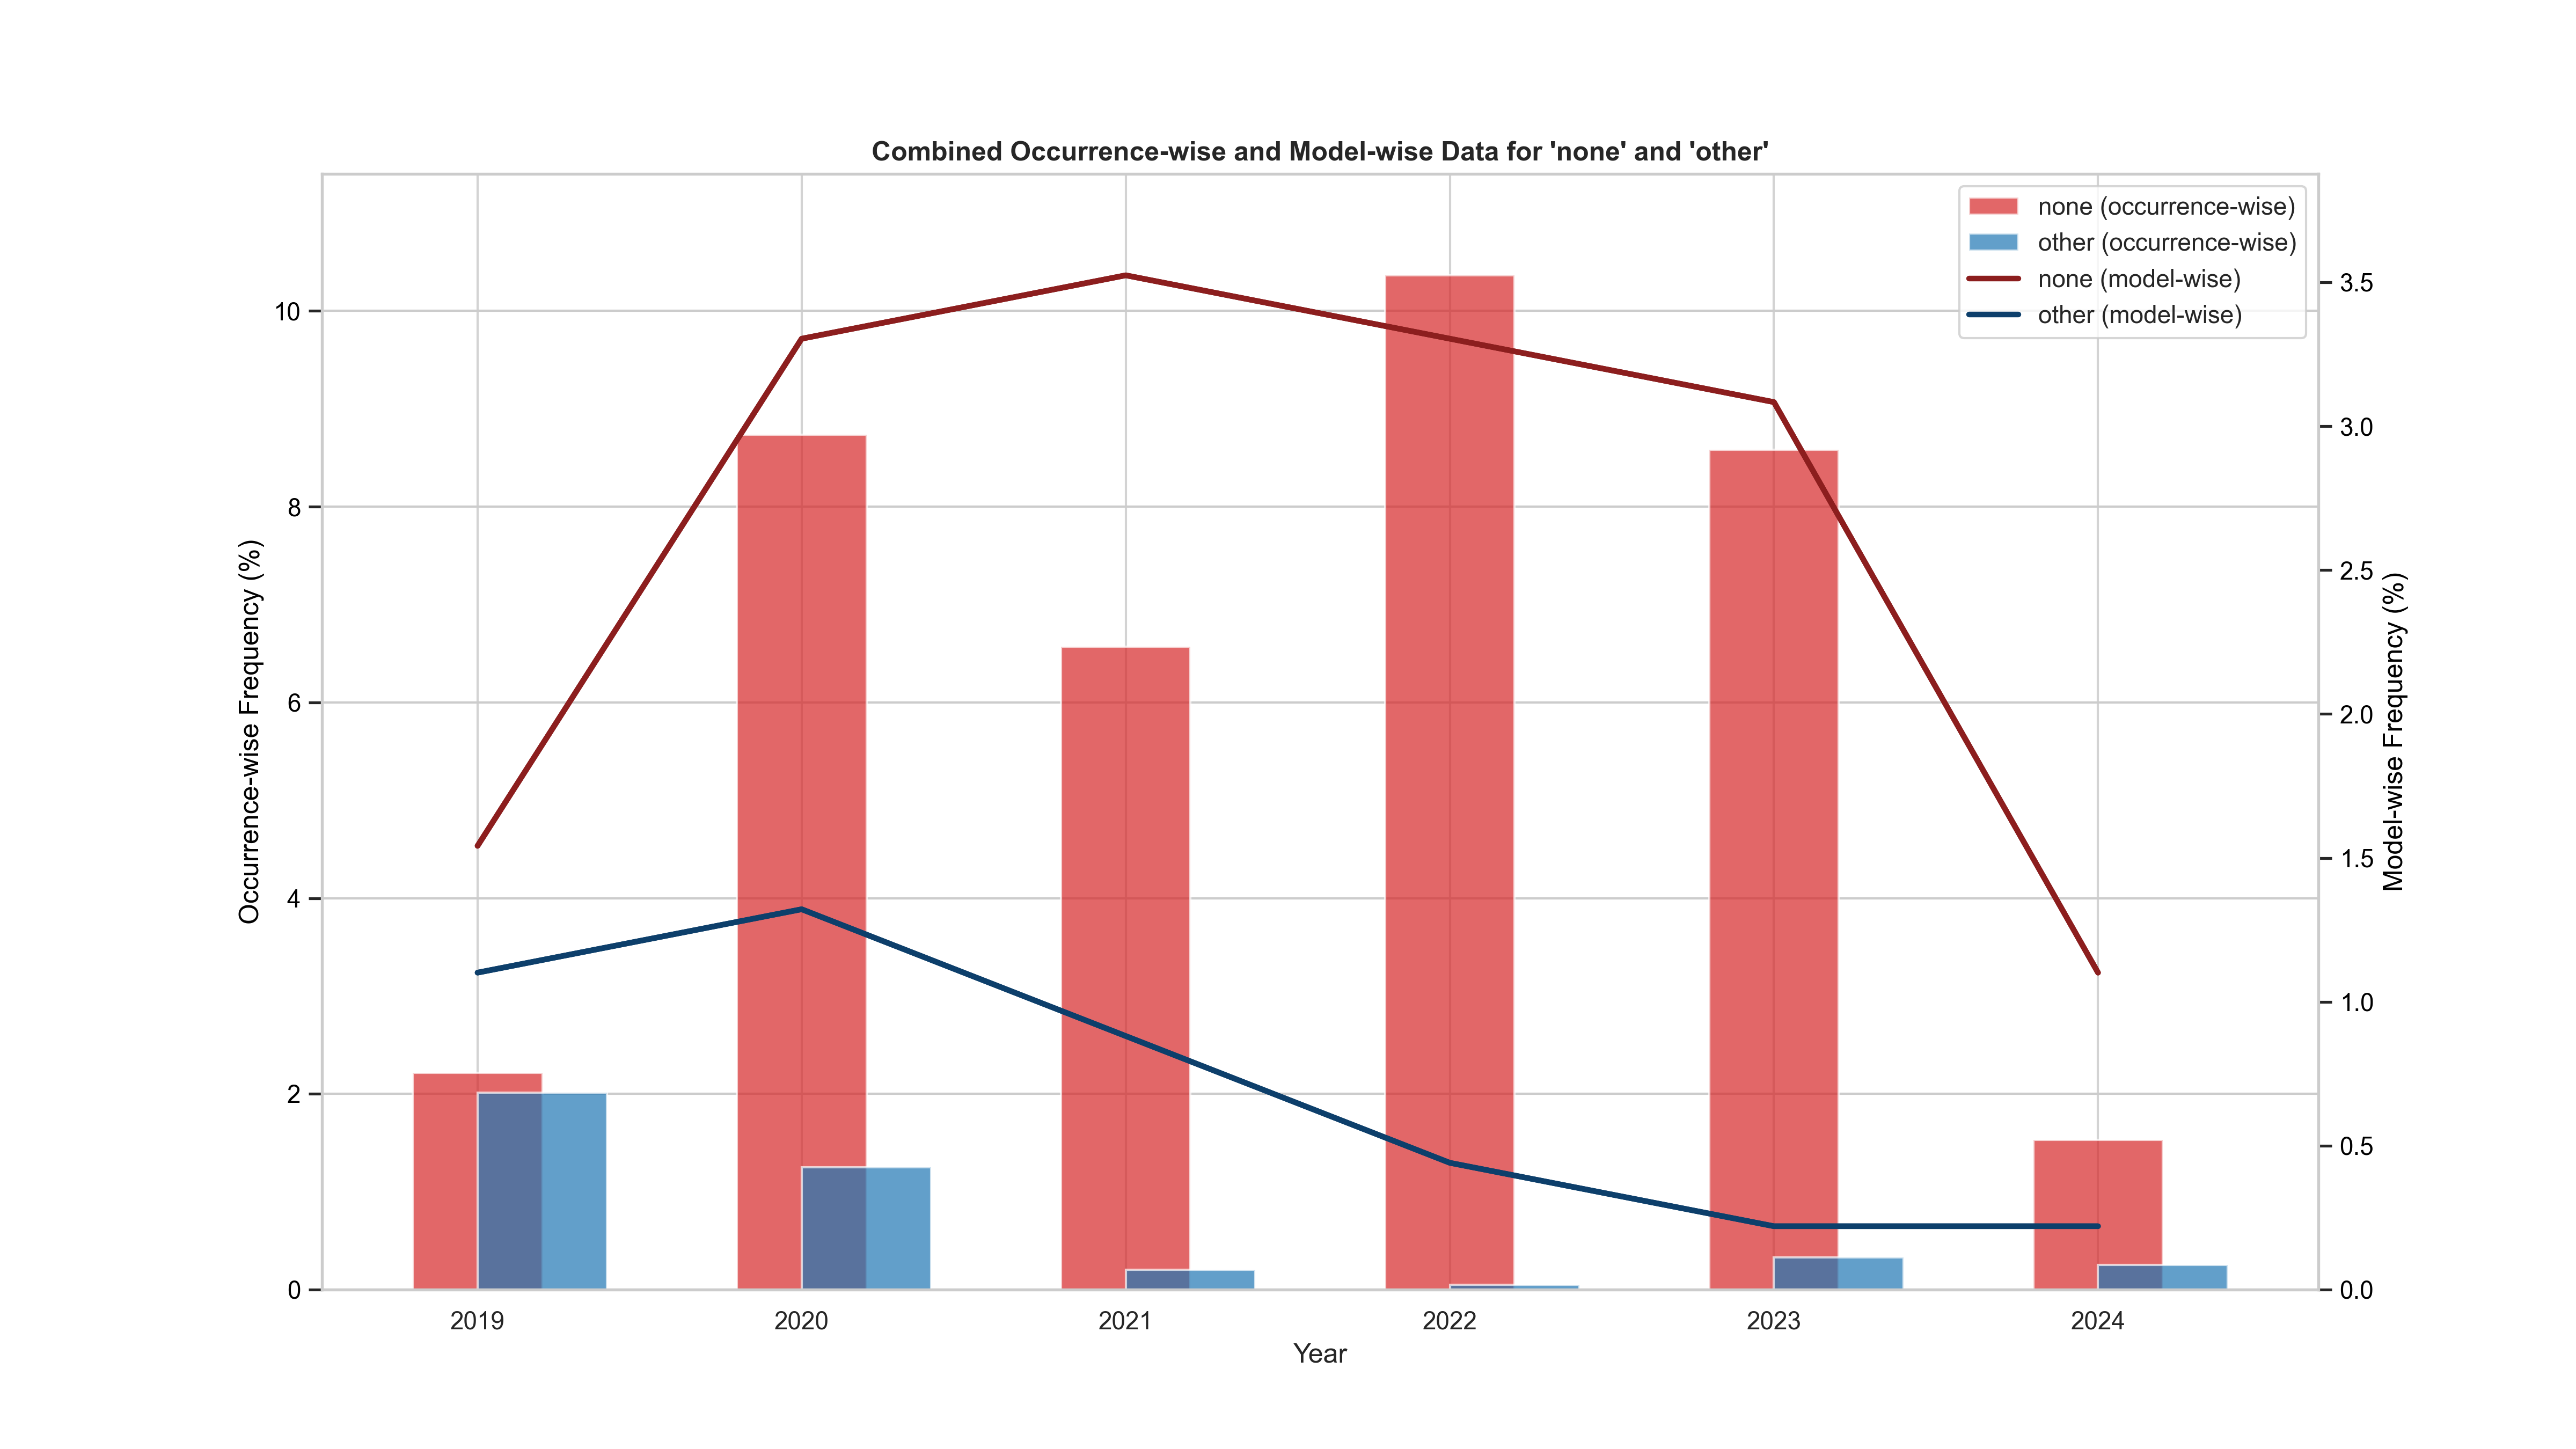 Combined Occurrence-wise and Model-wise Data for 'none' and 'other'
none (occurrence-wise)
other (occurrence-wise)
none (model-wise)
other (model-wise)
Occurrence-wise Frequency (%)
10
8
6
4
2
0
3.5
3.0
2.5
2.0
1.5
1.0
0.5
0.0
Model-wise Frequency (%)
2019 2020 2021 2022 2023 2024
Year